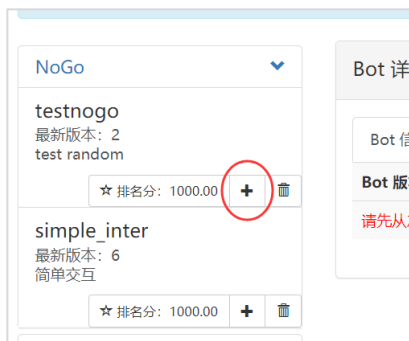 NoGo
testnogo
最新版本：2
test random
排名分：1000.00
simple_inter
最新版本：6
简单交互
排名分：1000.00
Bot 详
Bot 信
Bot 版
请先从